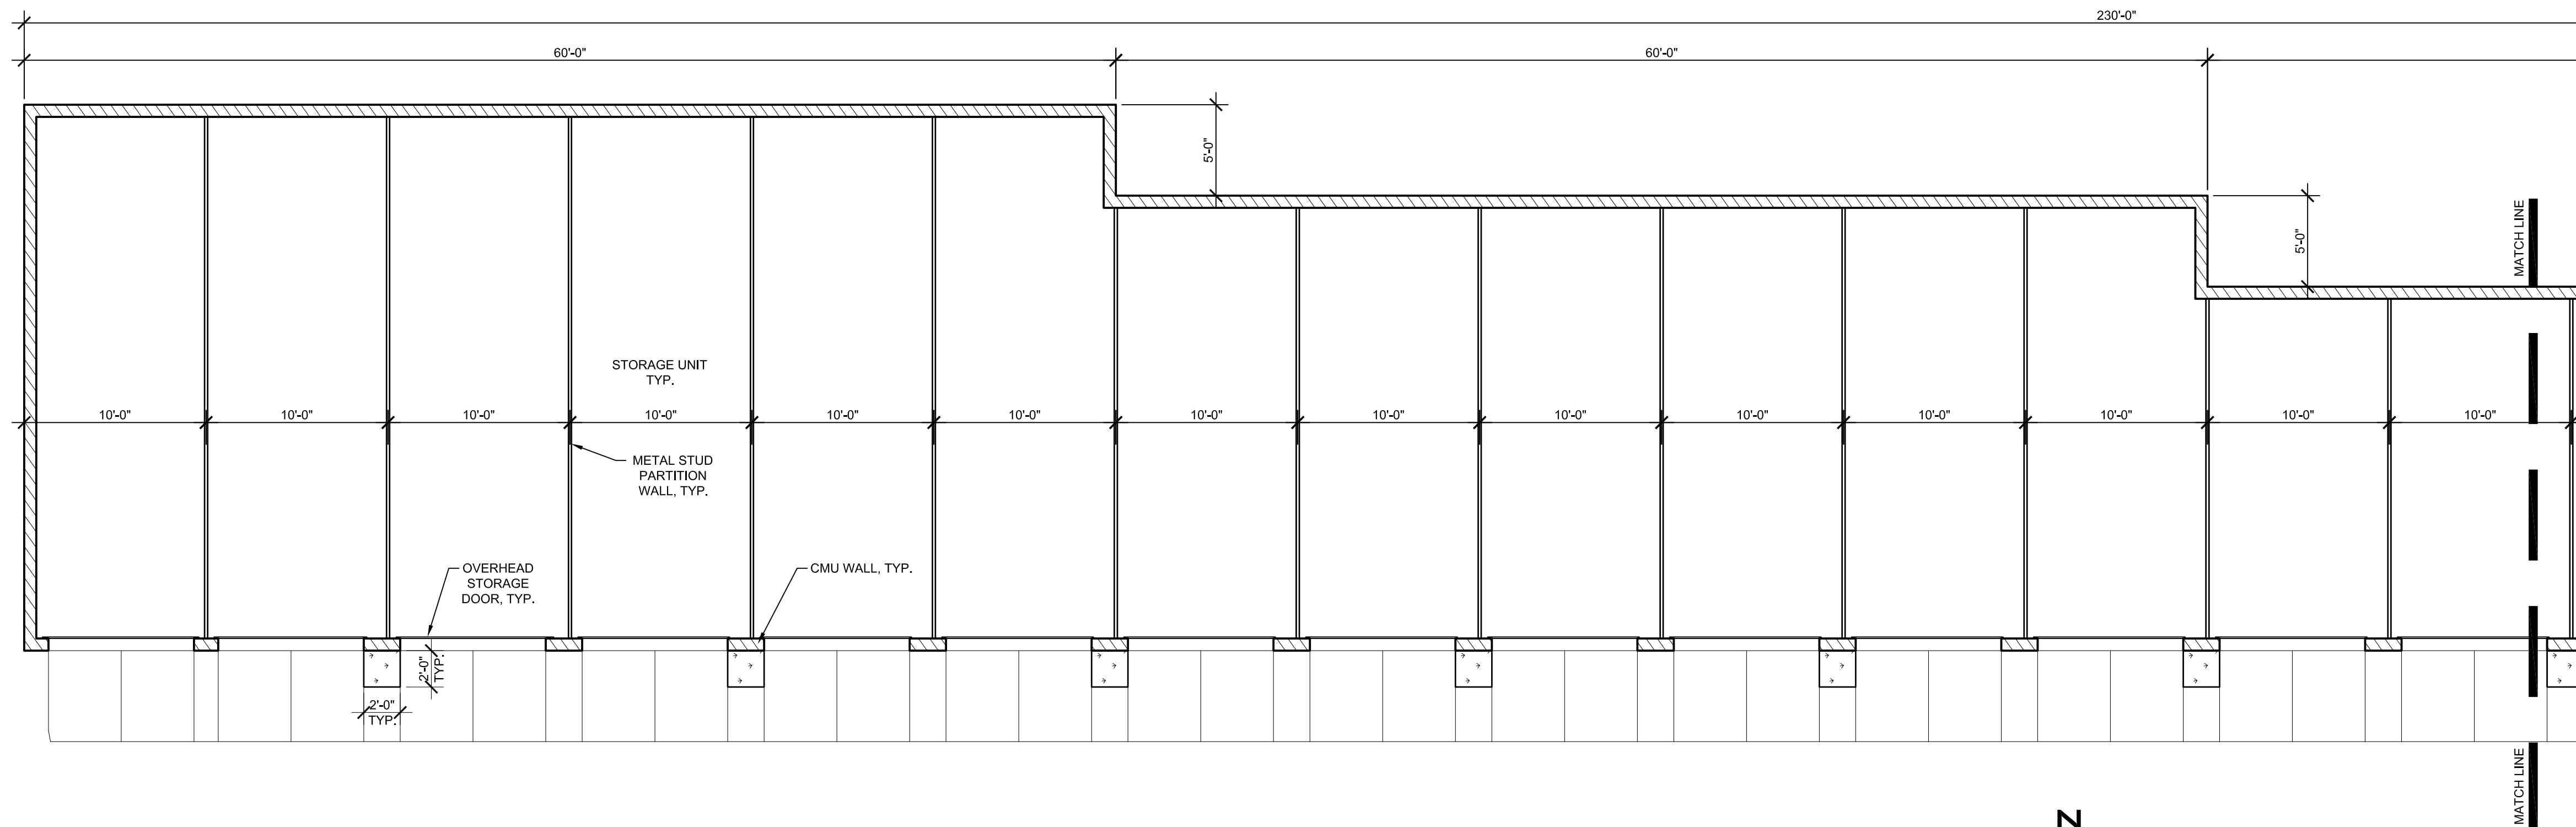 230'-0"
60'-0"
60'-0"
5'-0"
5'-0"
MATCH LINE
STORAGE UNIT
TYP.
10'-0"
10'-0"
10'-0"
10'-0"
10'-0"
10'-0"
10'-0"
10'-0"
10'-0"
10'-0"
10'-0"
10'-0"
10'-0"
10'-0"
METAL STUD
PARTITION
WALL, TYP.
OVERHEAD
STORAGE
DOOR, TYP.
CMU WALL, TYP.
2'-0"
TYP.
2'-0"
TYP.
MATCH LINE
N